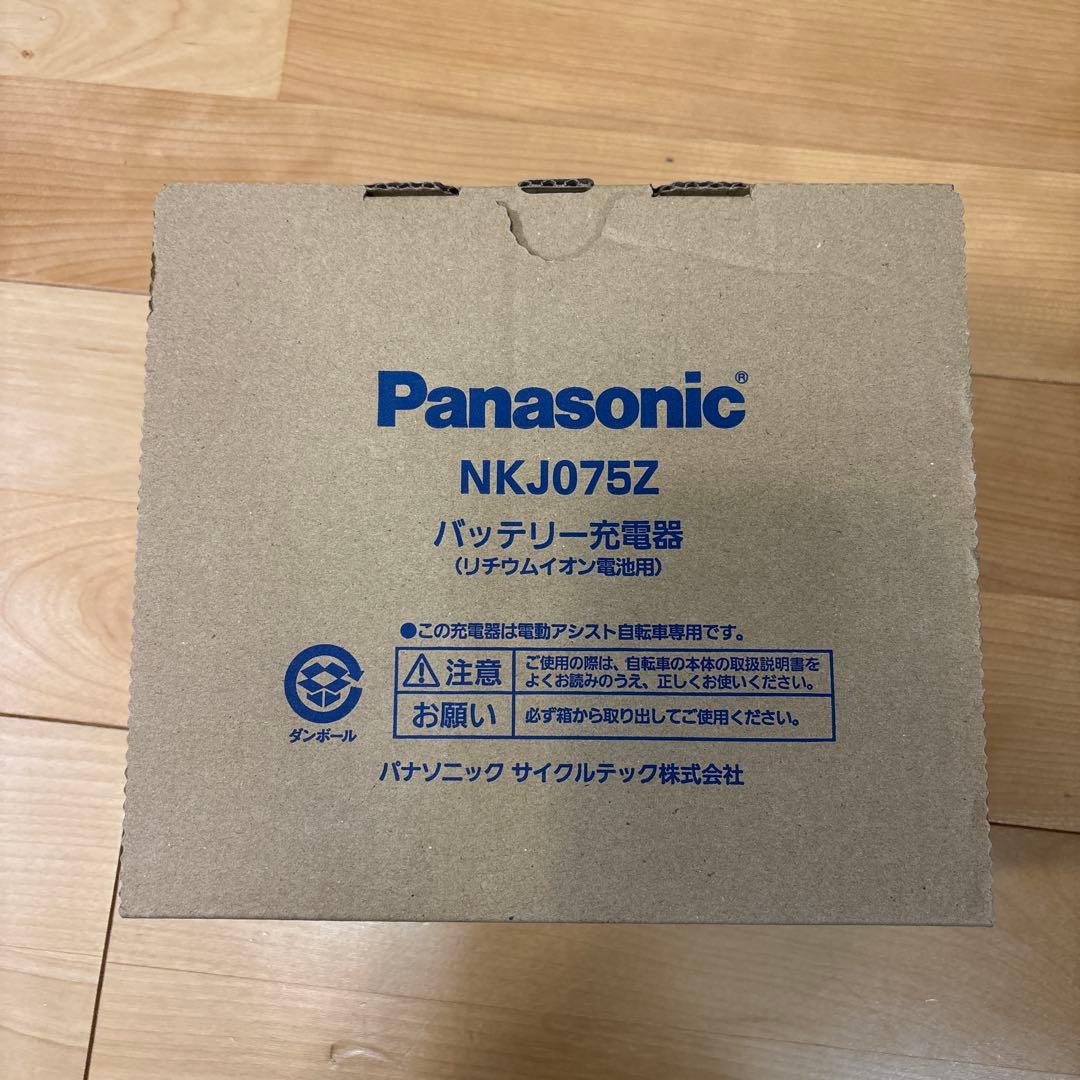 Panasonic®
NKJ075Z
バッテリー充電器
(リチウムイオン電池用)
●この充電器は電動アシスト自転車専用です。
注意
ご使用の際は、自転車の本体の取扱説明書を
よくお読みのうえ、正しくお使いください。
お願い
必ず箱から取り出してご使用ください。
ダンボール
パナソニック サイクルテック株式会社